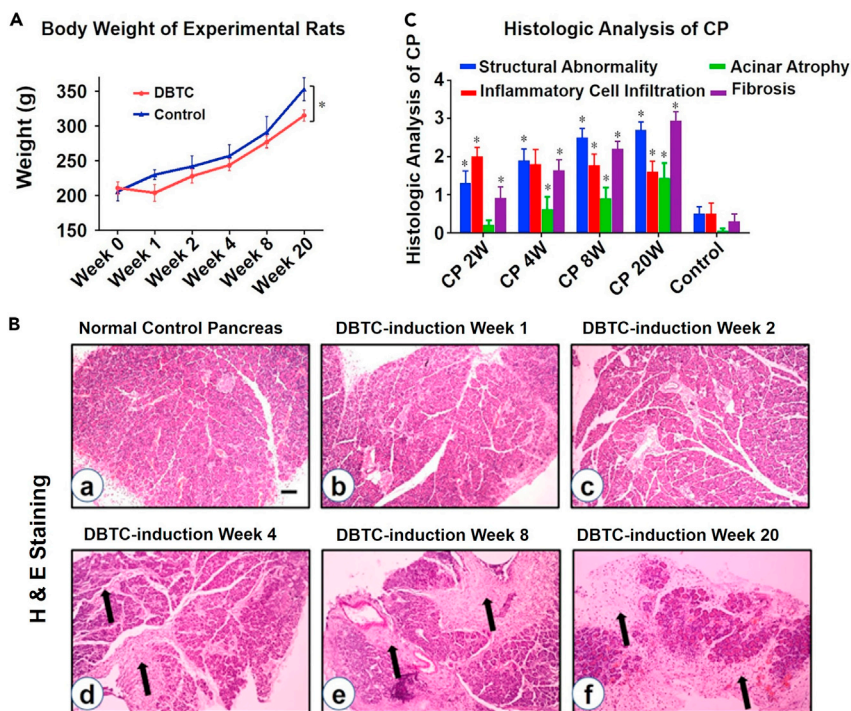 A
Body Weight of Experimental Rats
Weight (g)
350
300
250
200
150
DBTC
Control
*
Week 0
Week 1
Week 2
Week 4
Week 8
Week 20
C
Histologic Analysis of CP
Structural Abnormality
Acinar Atrophy
Inflammatory Cell Infiltration
Fibrosis
Histologic Analysis of CP
4
3
2
1
0
* * *
* *
* * * *
* * * *
CP 2W
CP 4W
CP 8W
CP 20W
Control
B
H & E Staining
Normal Control Pancreas
DBTC-induction Week 1
DBTC-induction Week 2
a
b
c
DBTC-induction Week 4
DBTC-induction Week 8
DBTC-induction Week 20
d
e
f